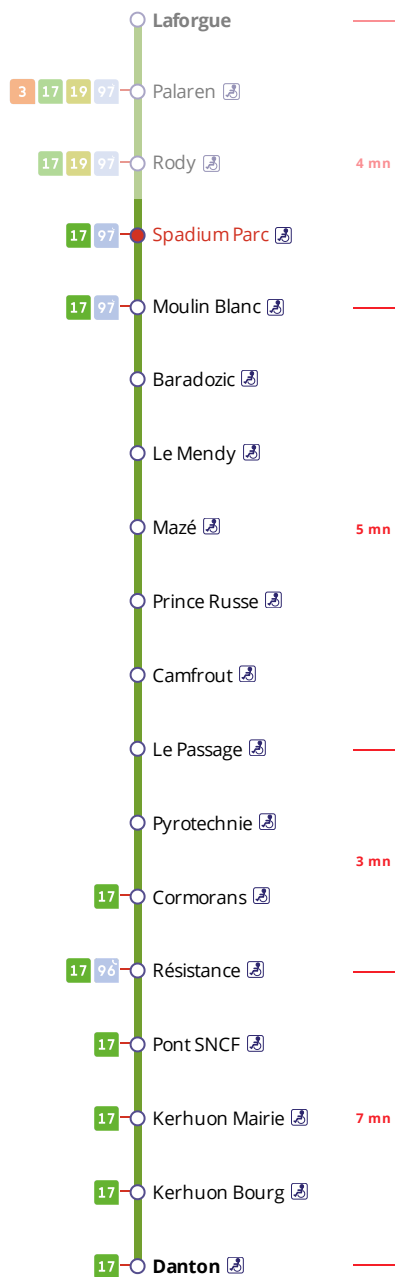 Laforgue
3 17 19 97 Palaren
17 19 97 Rody
4 mn
17 97 Spadium Parc
17 97 Moulin Blanc
Baradozic
Le Mendy
Mazé
5 mn
Prince Russe
Camfrout
Le Passage
Pyrotechnie
3 mn
17 Cormorans
17 96 Résistance
17 Pont SNCF
17 Kerhuon Mairie
7 mn
17 Kerhuon Bourg
17 Danton